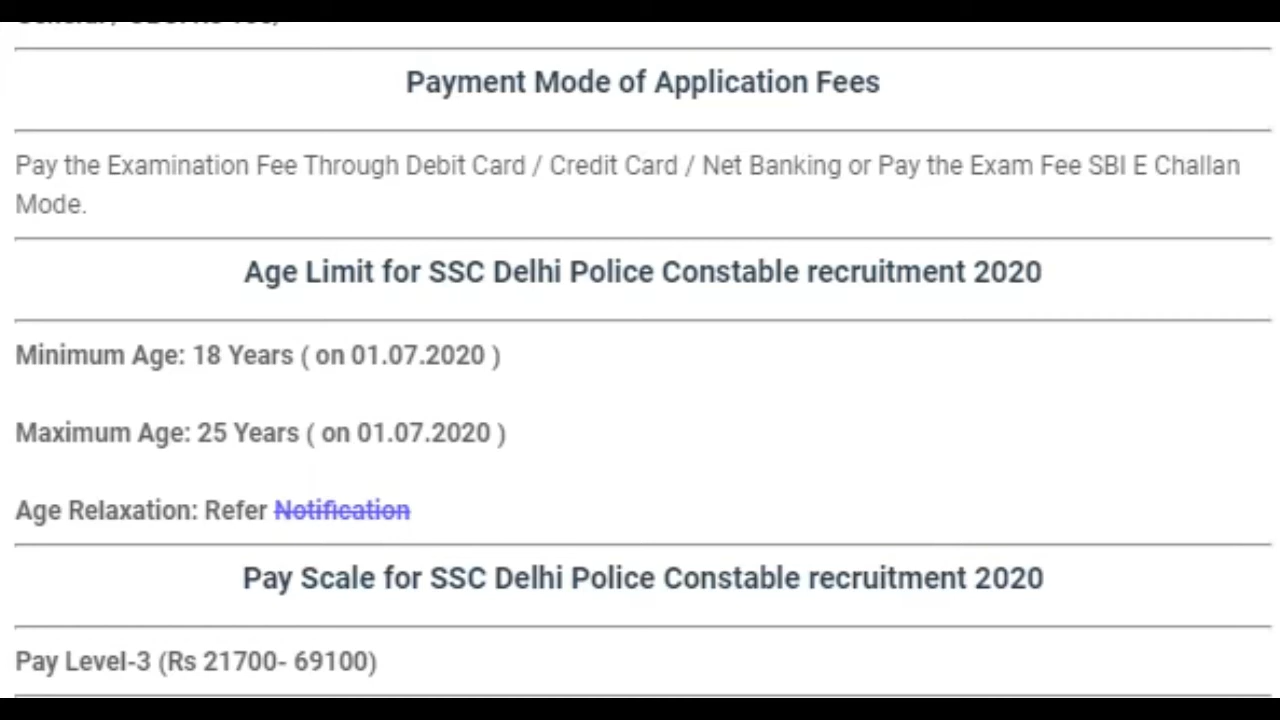 Payment Mode of Application Fees
Pay the Examination Fee Through Debit Card / Credit Card / Net Banking or Pay the Exam Fee SBI E Challan
Mode.
Age Limit for SSC Delhi Police Constable recruitment 2020
Minimum Age: 18 Years ( on 01.07.2020 )
Maximum Age: 25 Years ( on 01.07.2020 )
Age Relaxation: Refer Notification
Pay Scale for SSC Delhi Police Constable recruitment 2020
Pay Level-3 (Rs 21700- 69100)